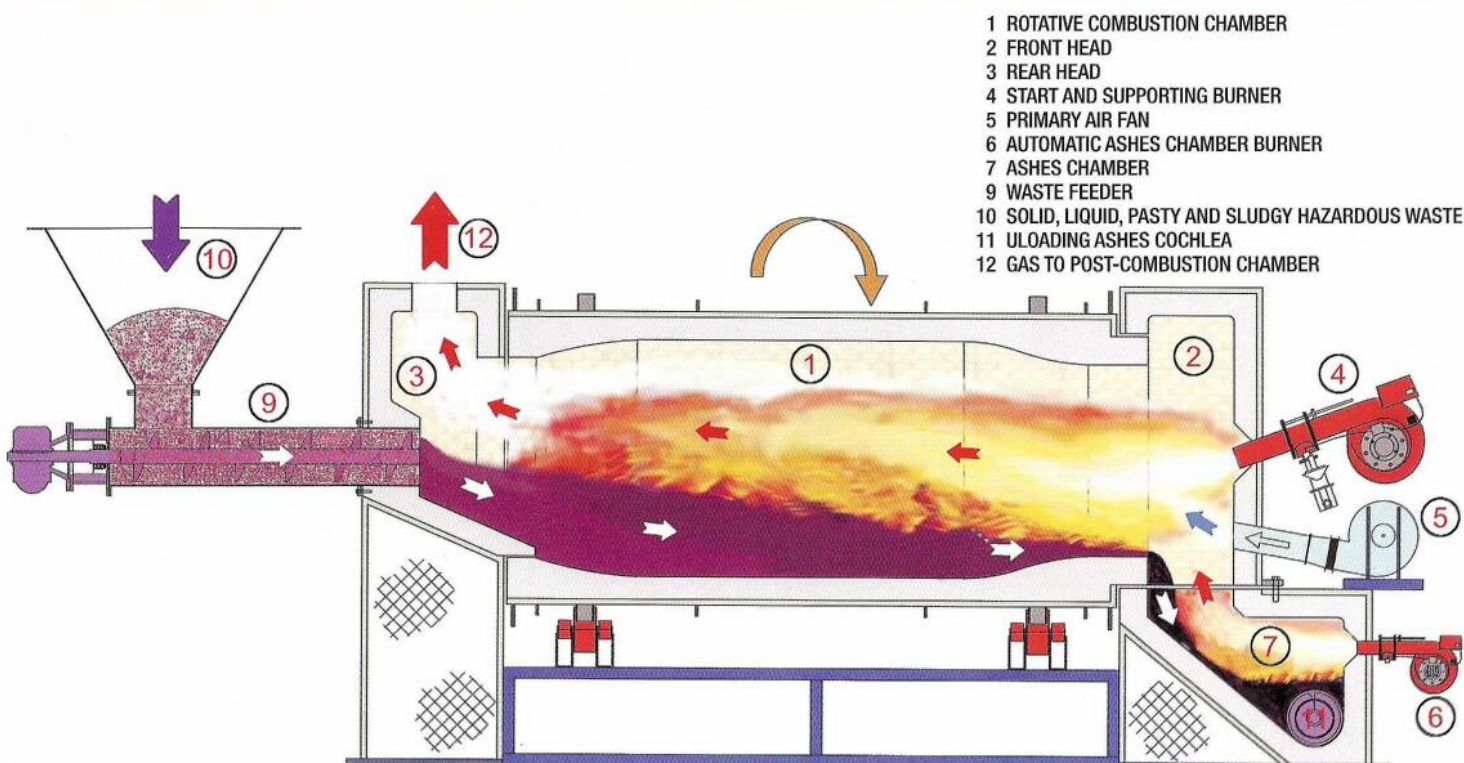 1 ROTATIVE COMBUSTION CHAMBER
2 FRONT HEAD
3 REAR HEAD
4 START AND SUPPORTING BURNER
5 PRIMARY AIR FAN
6 AUTOMATIC ASHES CHAMBER BURNER
7 ASHES CHAMBER
9 WASTE FEEDER
10 SOLID, LIQUID, PASTY AND SLUDGY HAZARDOUS WASTE
11 ULOADING ASHES COCHLEA
12 GAS TO POST-COMBUSTION CHAMBER
12
10
1
2
3
4
9
5
7
11
6